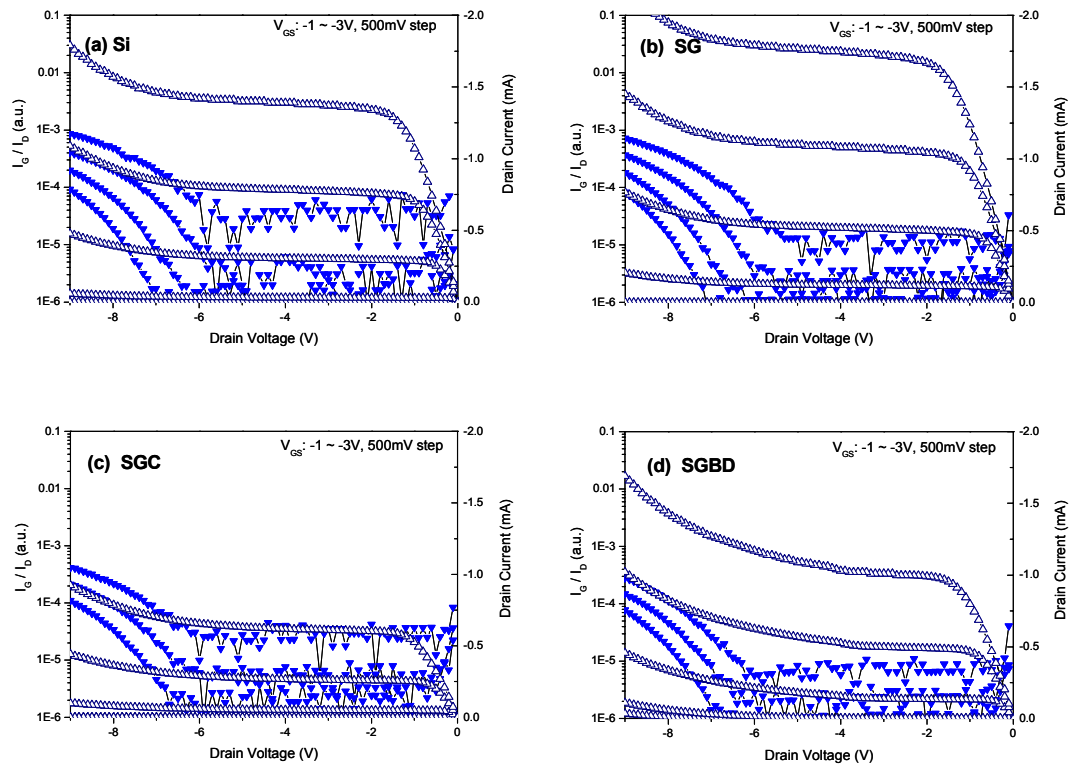 (a) Si
V_GS: -1 ~ -3V, 500mV step
0.1
0.01
1E-3
1E-4
1E-5
1E-6
I_G / I_D (a.u.)
-2.0
-1.5
-1.0
-0.5
0.0
Drain Current (mA)
-8 -6 -4 -2 0
Drain Voltage (V)
(b) SG
V_GS: -1 ~ -3V, 500mV step
0.1
0.01
1E-3
1E-4
1E-5
1E-6
I_G / I_D (a.u.)
-2.0
-1.5
-1.0
-0.5
0.0
Drain Current (mA)
-8 -6 -4 -2 0
Drain Voltage (V)
(c) SGC
V_GS: -1 ~ -3V, 500mV step
0.1
0.01
1E-3
1E-4
1E-5
1E-6
I_G / I_D (a.u.)
-2.0
-1.5
-1.0
-0.5
0.0
Drain Current (mA)
-8 -6 -4 -2 0
Drain Voltage (V)
(d) SGBD
V_GS: -1 ~ -3V, 500mV step
0.1
0.01
1E-3
1E-4
1E-5
1E-6
I_G / I_D (a.u.)
-2.0
-1.5
-1.0
-0.5
0.0
Drain Current (mA)
-8 -6 -4 -2 0
Drain Voltage (V)